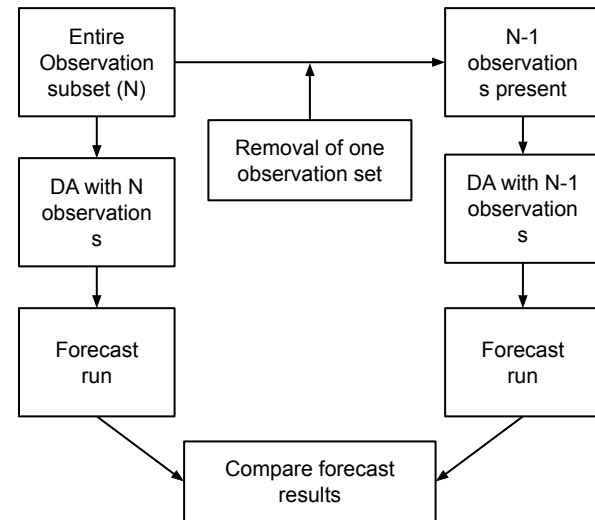 Entire
Observation
subset (N)
N-1
observation
s present
Removal of one
observation set
DA with N
observation
s
DA with N-1
observation
s
Forecast
run
Forecast
run
Compare forecast
results